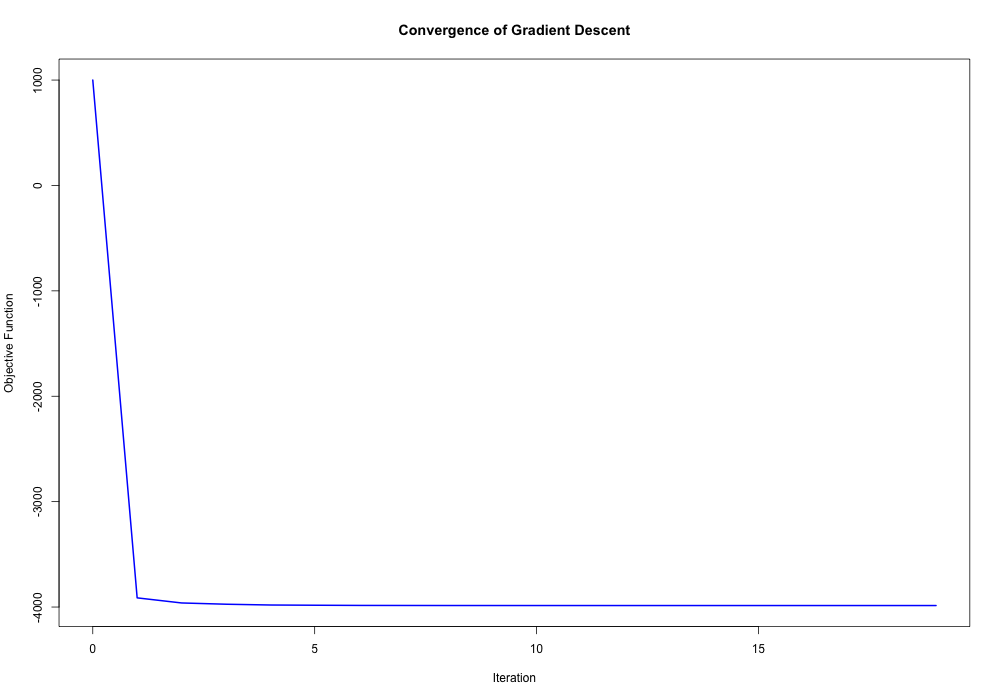 Convergence of Gradient Descent
Objective Function
1000
0
-1000
-2000
-3000
-4000
0 5 10 15
Iteration